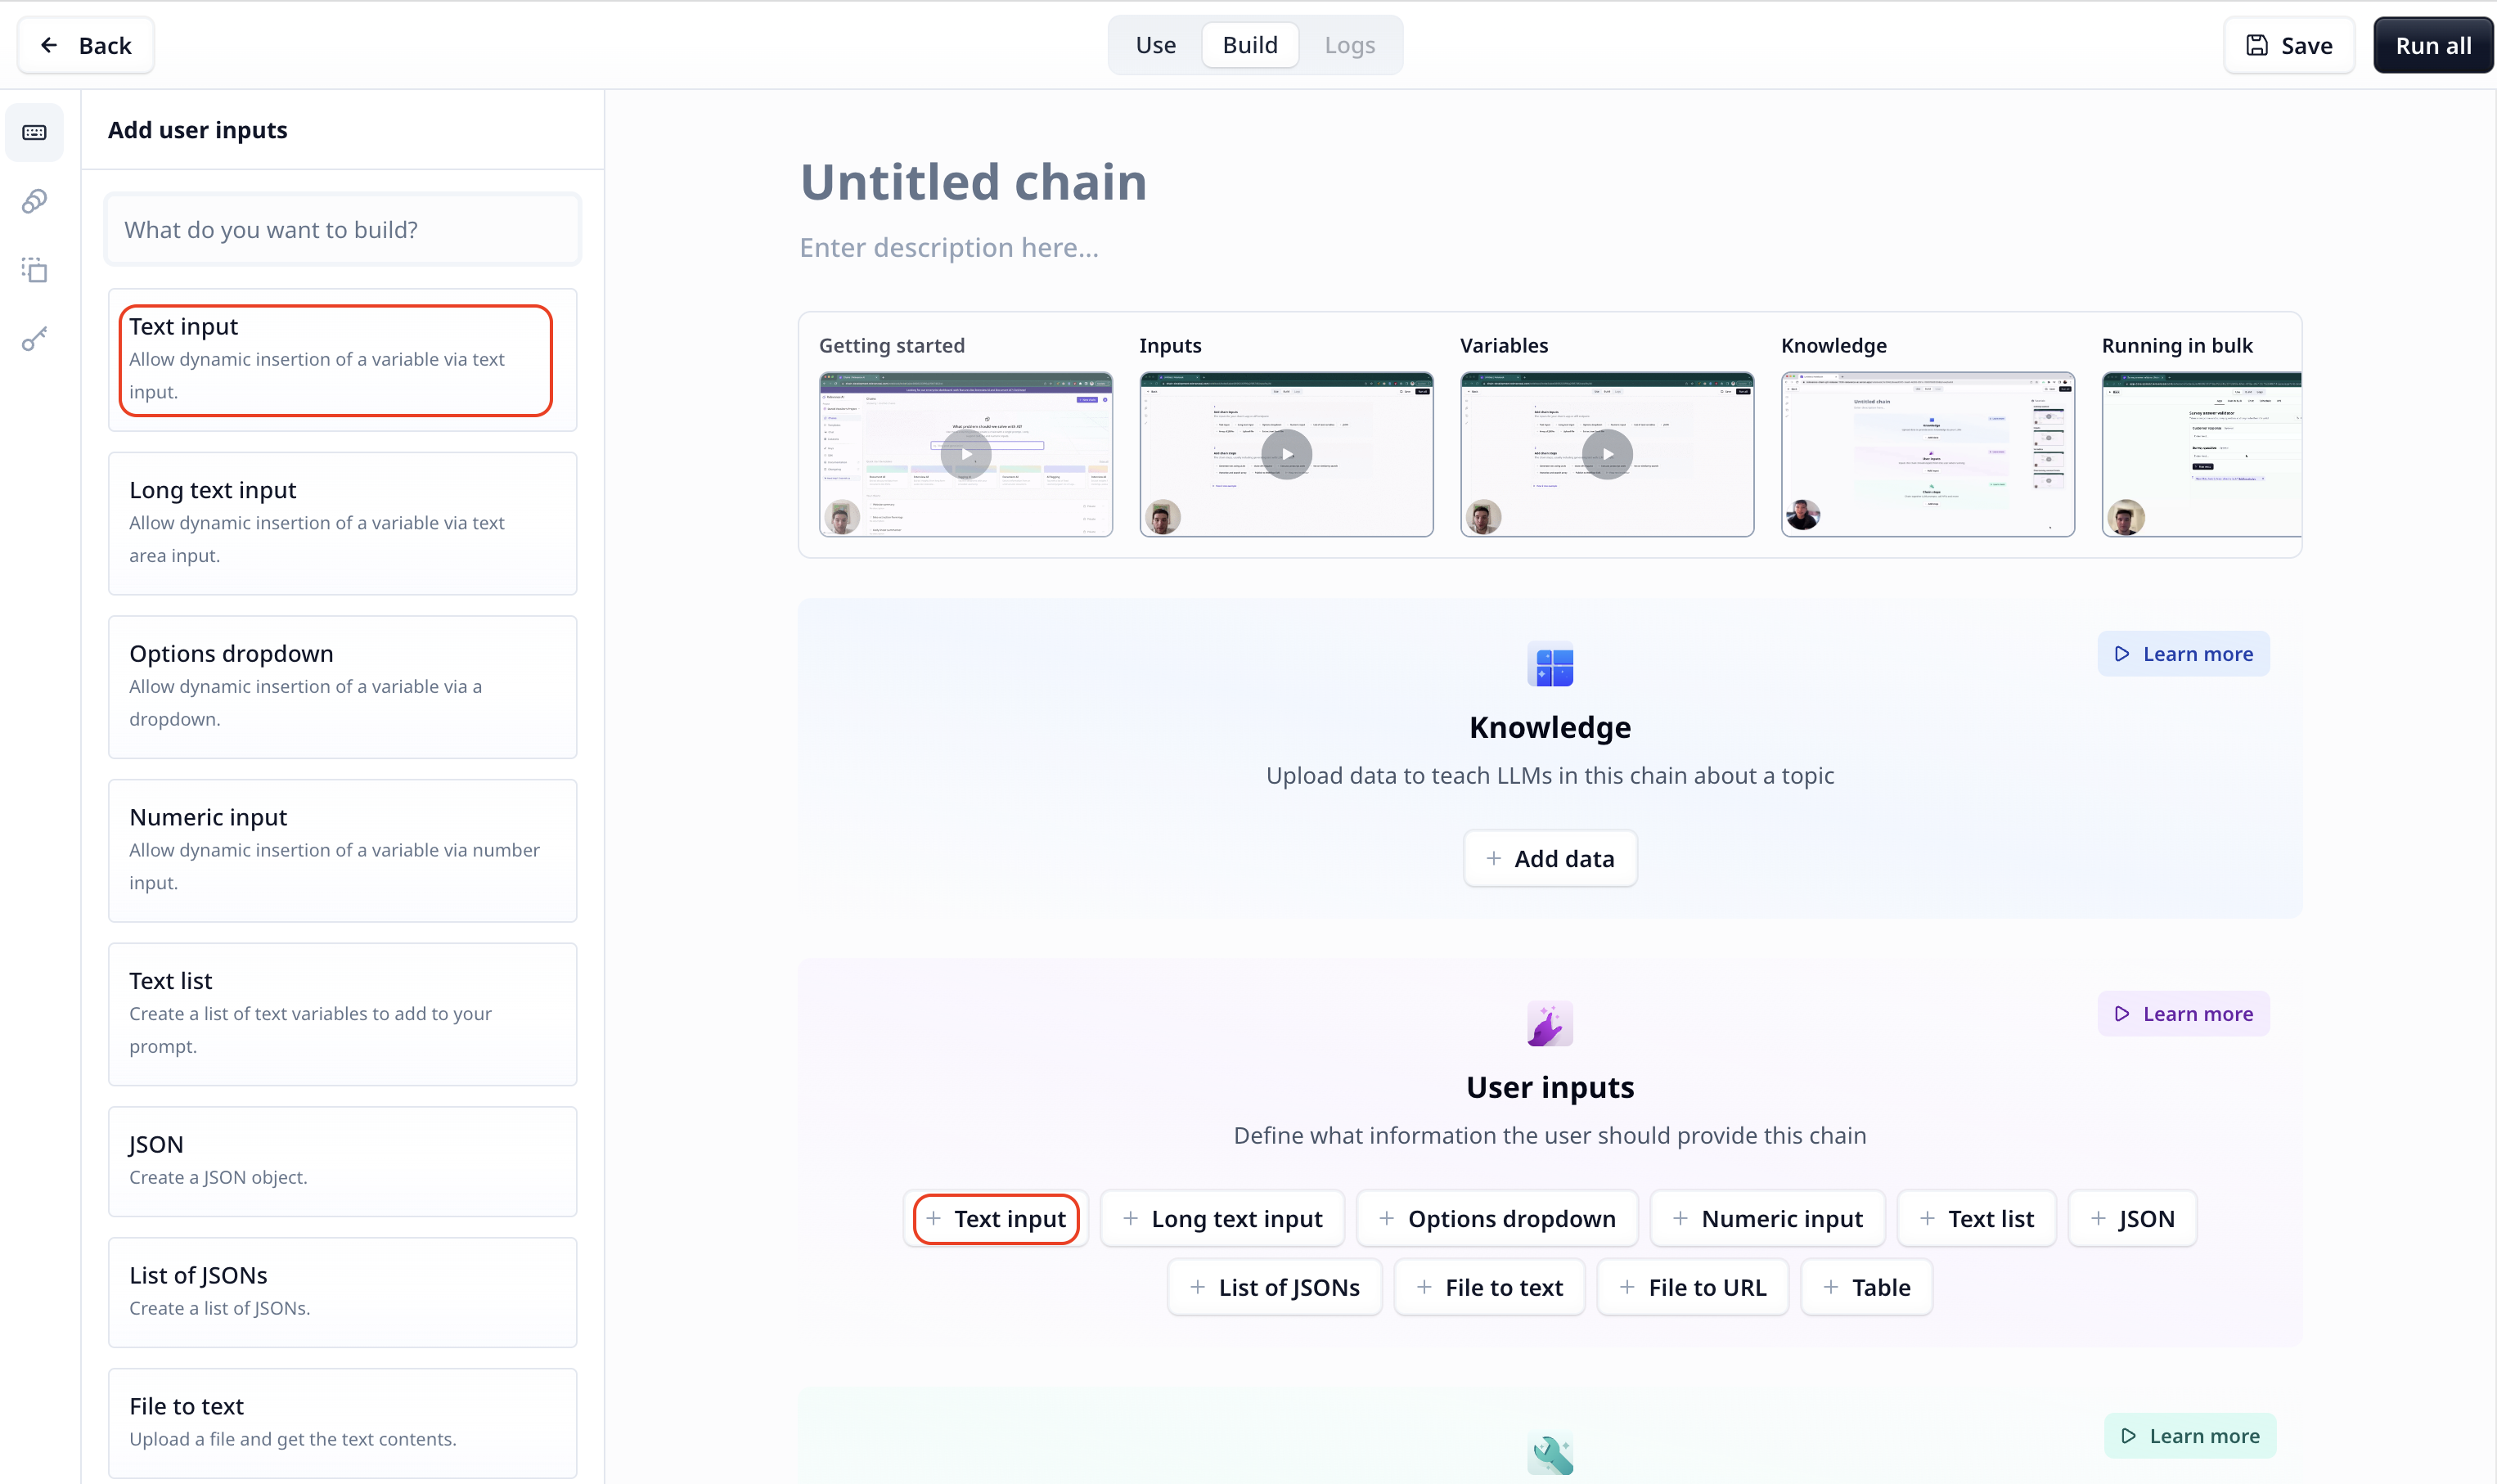 Back
Use
Build
Logs
Save
Run all
Add user inputs
What do you want to build?
Text input
Allow dynamic insertion of a variable via text
input.
Long text input
Allow dynamic insertion of a variable via text
area input.
Options dropdown
Allow dynamic insertion of a variable via a
dropdown.
Numeric input
Allow dynamic insertion of a variable via number
input.
Text list
Create a list of text variables to add to your
prompt.
JSON
Create a JSON object.
List of JSONs
Create a list of JSONs.
File to text
Upload a file and get the text contents.
Untitled chain
Enter description here...
Getting started
Inputs
Variables
Knowledge
Running in bulk
Learn more
Knowledge
Upload data to teach LLMs in this chain about a topic
Add data
Learn more
User inputs
Define what information the user should provide this chain
Text input
Long text input
Options dropdown
Numeric input
Text list
JSON
List of JSONs
File to text
File to URL
Table
Learn more